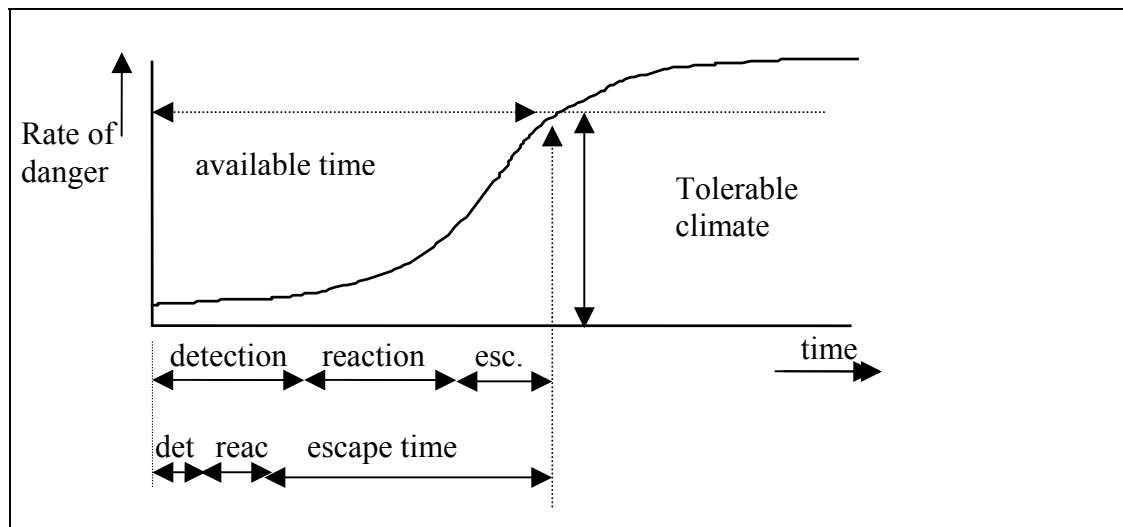 Rate of
danger
available time
Tolerable
climate
detection reaction esc. time
det reac escape time